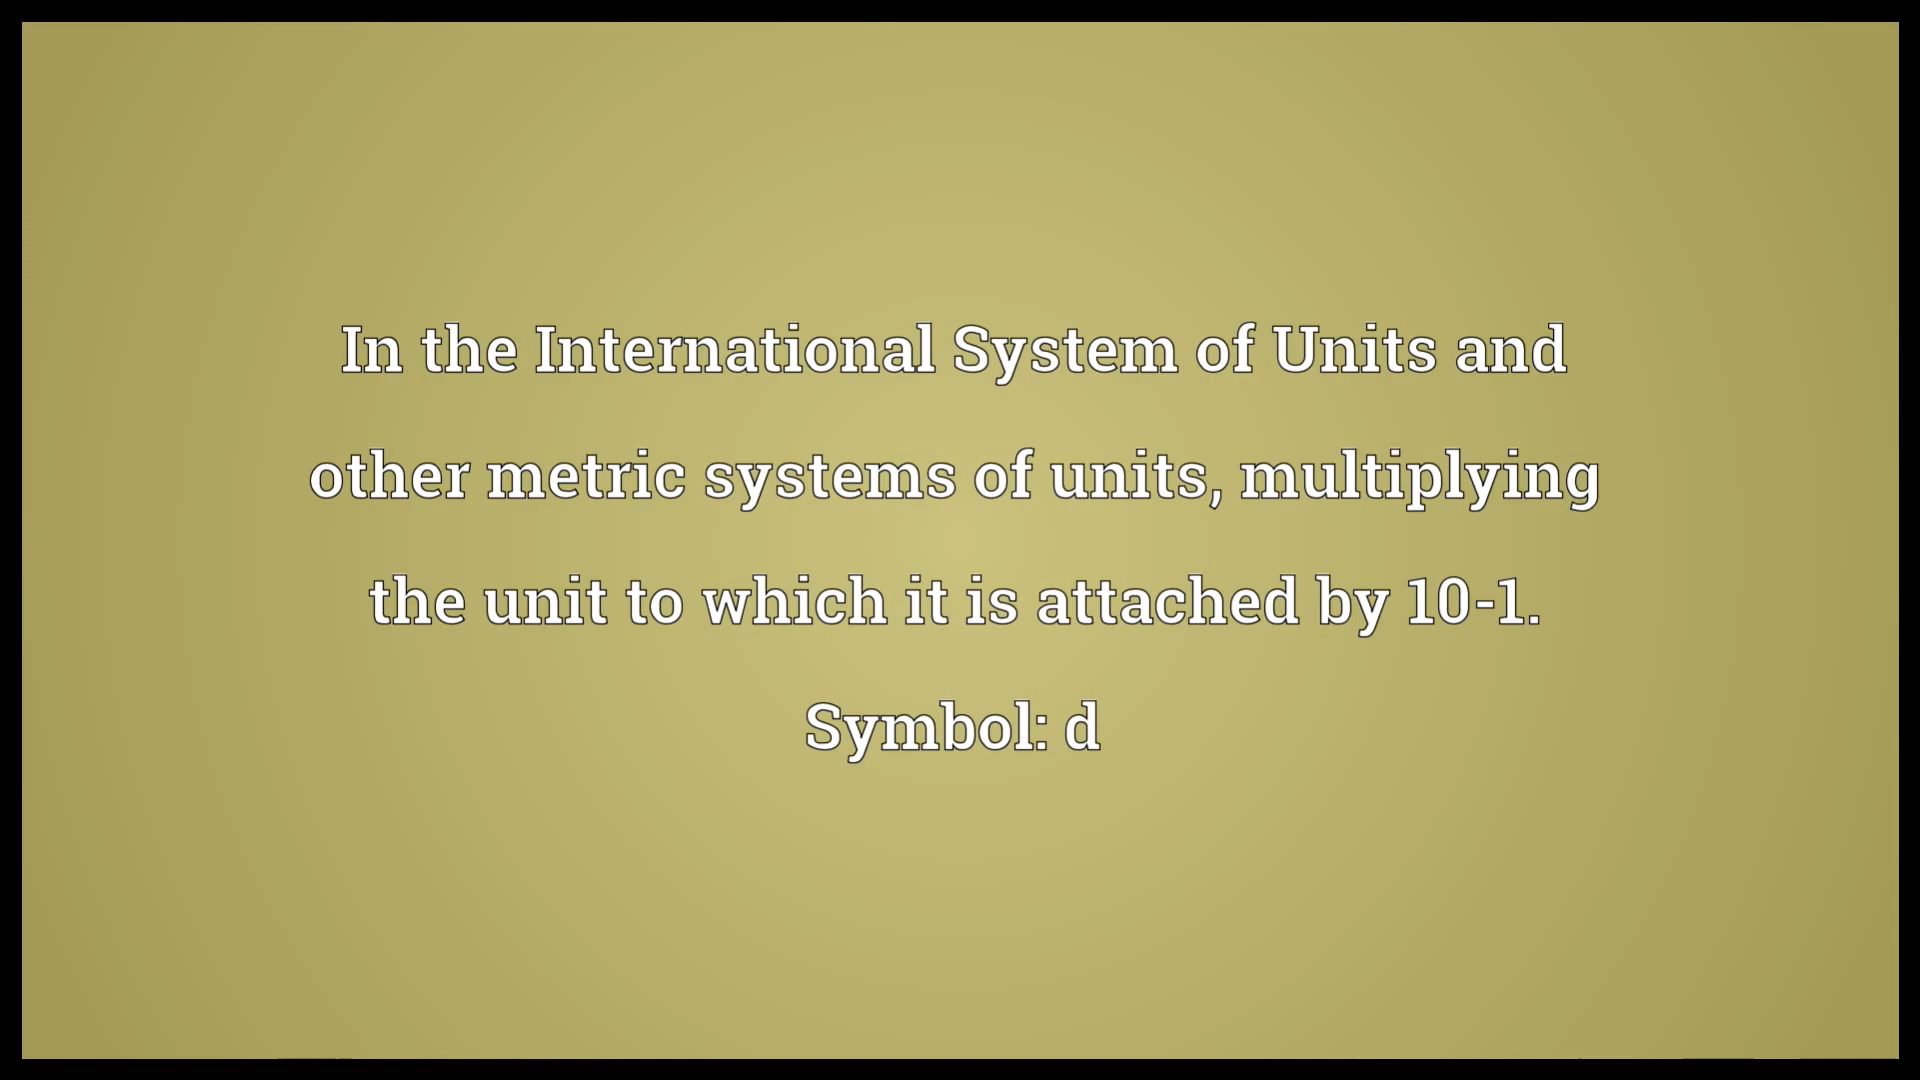 In the International System of Units and
other metric systems of units, multiplying
the unit to which it is attached by 10-1.
Symbol: d